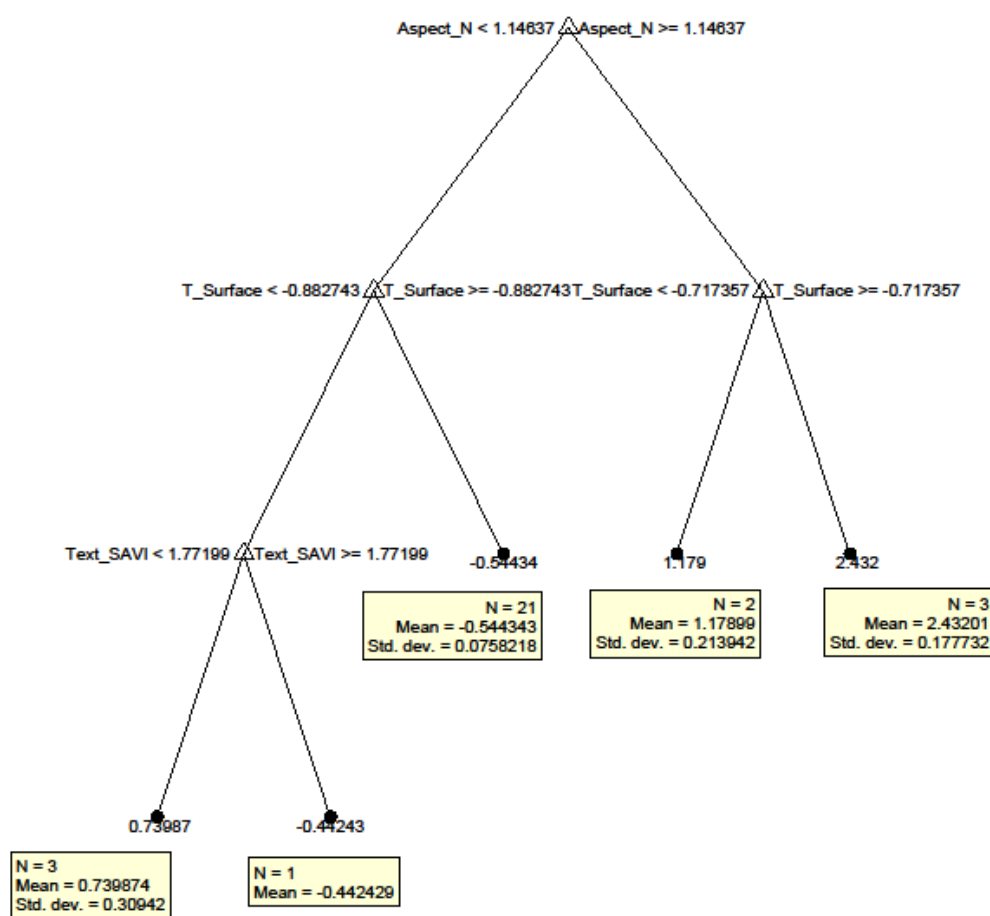 Aspect_N < 1.14637 Aspect_N >= 1.14637
T_Surface < -0.882743 T_Surface >= -0.882743 T_Surface < -0.717357 T_Surface >= -0.717357
Text_SAVI < 1.77199 Text_SAVI >= 1.77199
-0.54434
1.179
2.432
N = 21
Mean = -0.544343
Std. dev. = 0.0758218
N = 2
Mean = 1.17899
Std. dev. = 0.213942
N = 3
Mean = 2.43201
Std. dev. = 0.177732
0.73987
-0.44243
N = 3
Mean = 0.739874
Std. dev. = 0.30942
N = 1
Mean = -0.442429